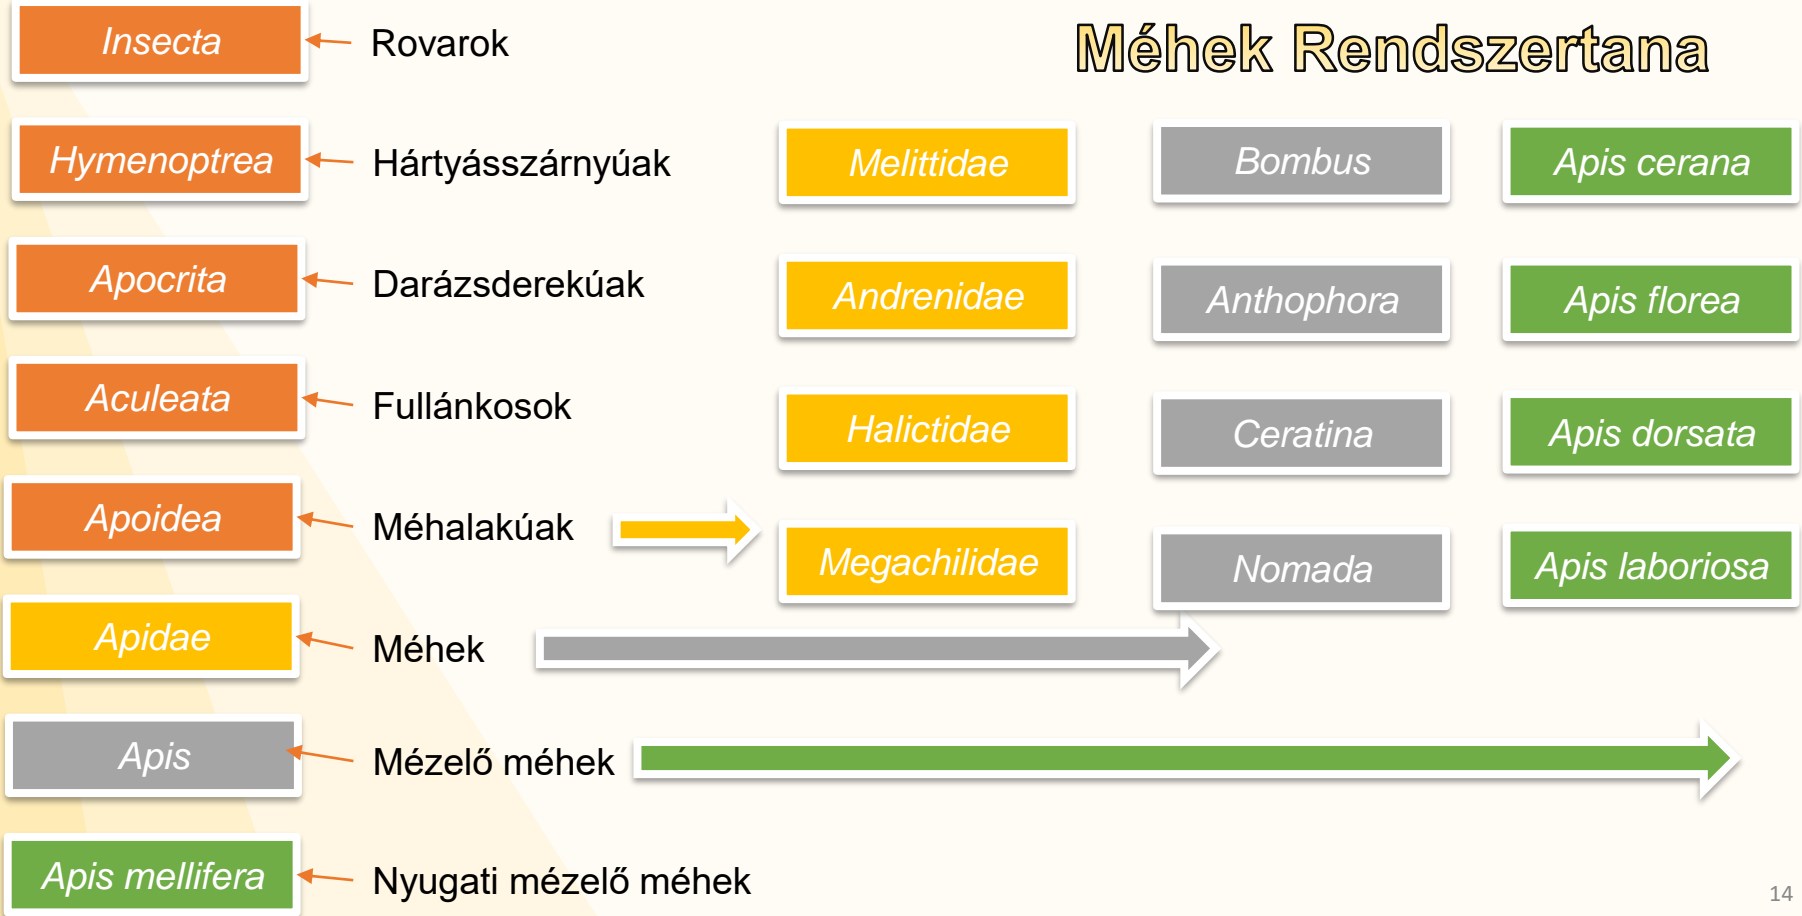 Méhek Rendszertana
Insecta
Rovarok
Hymenoptrea
Hártyásszárnyúak
Apocrita
Darázsderekúak
Aculeata
Fullánkosok
Apoidea
Méhalakúak
Apidae
Méhek
Apis
Mézelő méhek
Apis mellifera
Nyugati mézelő méhek
Melittidae
Andrenidae
Halictidae
Megachilidae
Bombus
Anthophora
Ceratina
Nomada
Apis cerana
Apis florea
Apis dorsata
Apis laboriosa
14